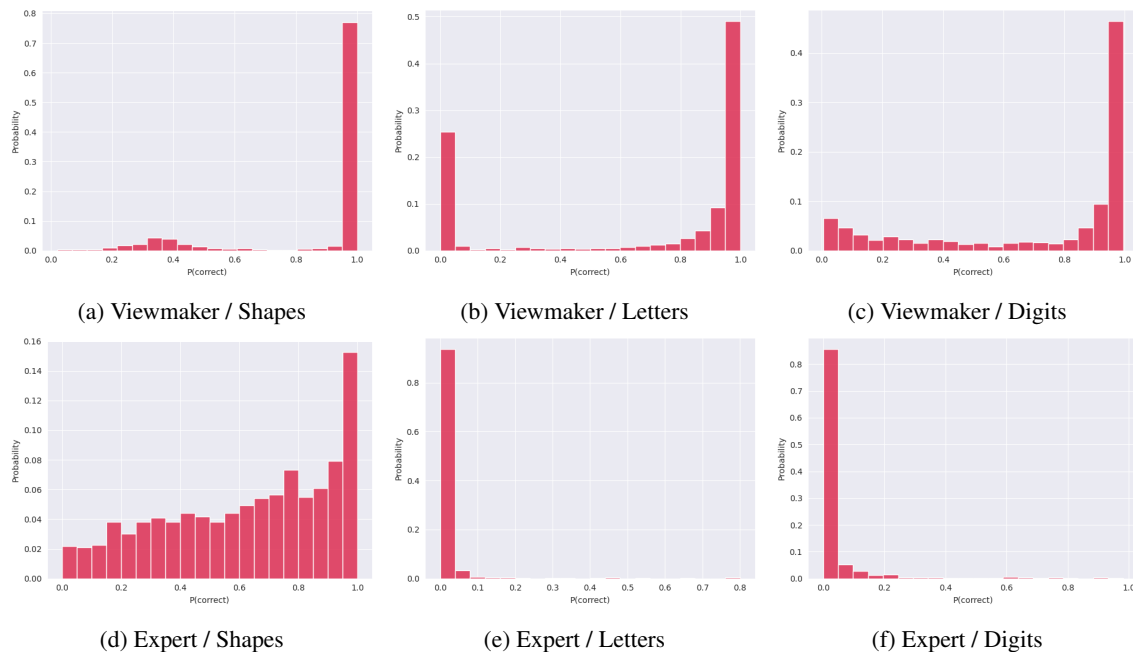 0.8
0.7
0.6
0.5
0.4
0.3
0.2
0.1
0.0
Probability
0.0 0.2 0.4 0.6 0.8 1.0
P(correct)
(a) Viewmaker / Shapes
0.5
0.4
0.3
0.2
0.1
0.0
Probability
0.0 0.2 0.4 0.6 0.8 1.0
P(correct)
(b) Viewmaker / Letters
0.4
0.3
0.2
0.1
0.0
Probability
0.0 0.2 0.4 0.6 0.8 1.0
P(correct)
(c) Viewmaker / Digits
0.16
0.14
0.12
0.10
0.08
0.06
0.04
0.02
0.00
Probability
0.0 0.2 0.4 0.6 0.8 1.0
P(correct)
(d) Expert / Shapes
0.8
0.6
0.4
0.2
0.0
Probability
0.0 0.1 0.2 0.3 0.4 0.5 0.6 0.7 0.8
P(correct)
(e) Expert / Letters
0.8
0.7
0.6
0.5
0.4
0.3
0.2
0.1
0.0
Probability
0.0 0.2 0.4 0.6 0.8 1.0
P(correct)
(f) Expert / Digits